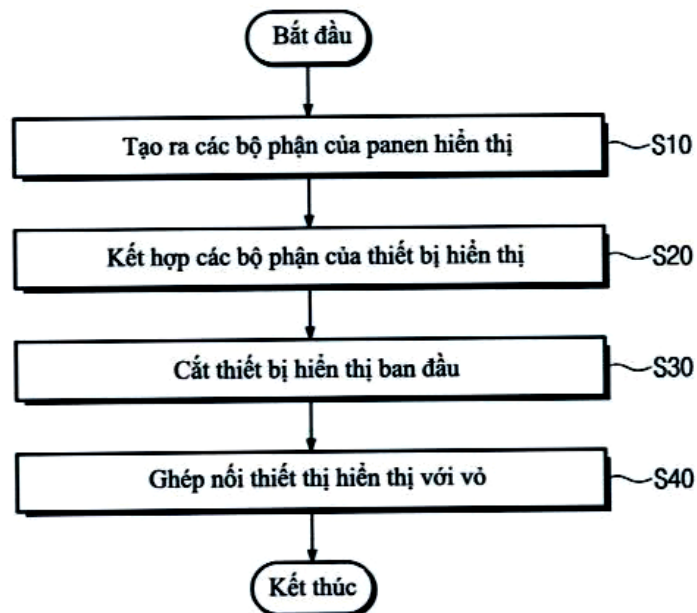 Bắt đầu
Tạo ra các bộ phận của panen hiển thị
S10
Kết hợp các bộ phận của thiết bị hiển thị
S20
Cắt thiết bị hiển thị ban đầu
S30
Ghép nối thiết thị hiển thị với vỏ
S40
Kết thúc